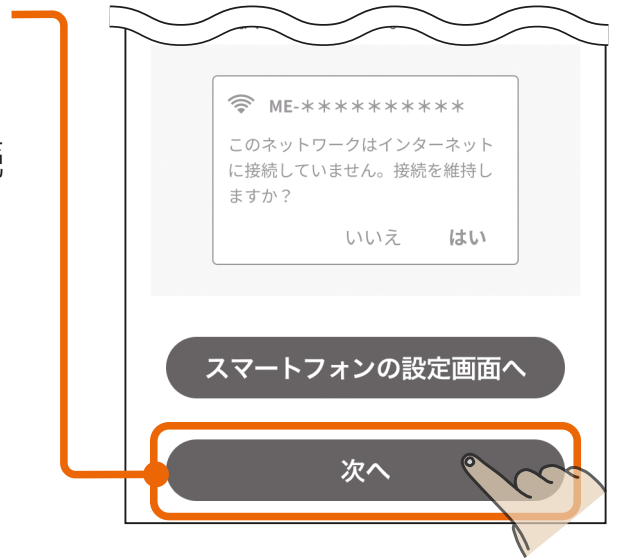 ME-＊＊＊＊＊＊＊＊＊＊
このネットワークはインターネット
に接続していません。接続を維持し
ますか？
いいえ はい
スマートフォンの設定画面へ
次へ